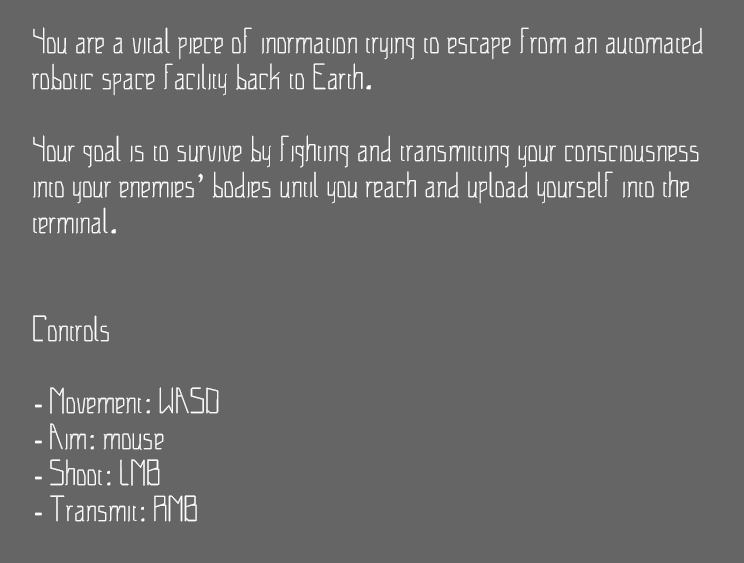 You are a vital piece of inormation trying to escape from an automated
robotic space facility back to Earth.
Your goal is to survive by fighting and transmitting your consciousness
into your enemies' bodies until you reach and upload yourself into the
terminal.
Controls
- Movement: WASD
- Aim: mouse
- Shoot: LMB
- Transmit: RMB